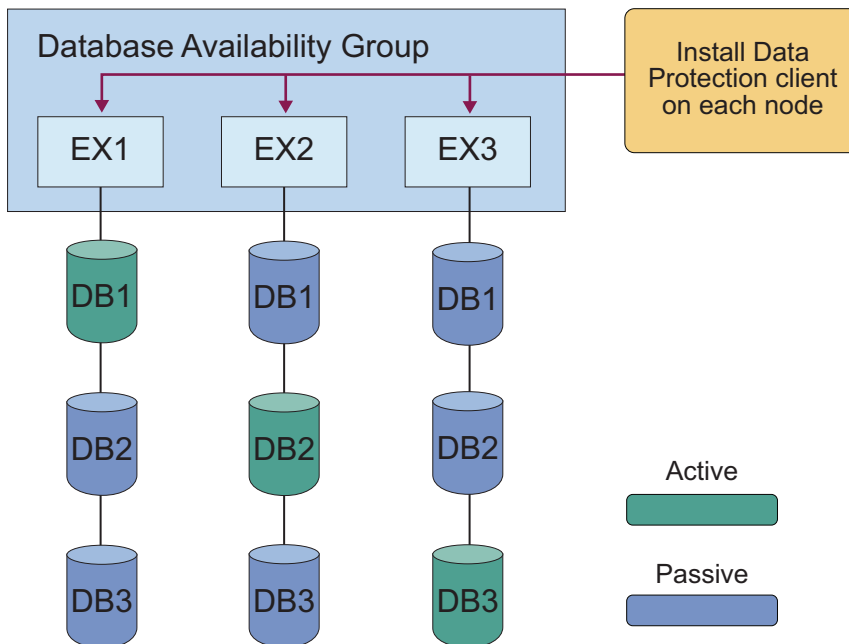 Database Availability Group
Install Data
Protection client
on each node
EX1
EX2
EX3
DB1
DB1
DB1
DB2
DB2
DB2
Active
DB3
DB3
DB3
Passive